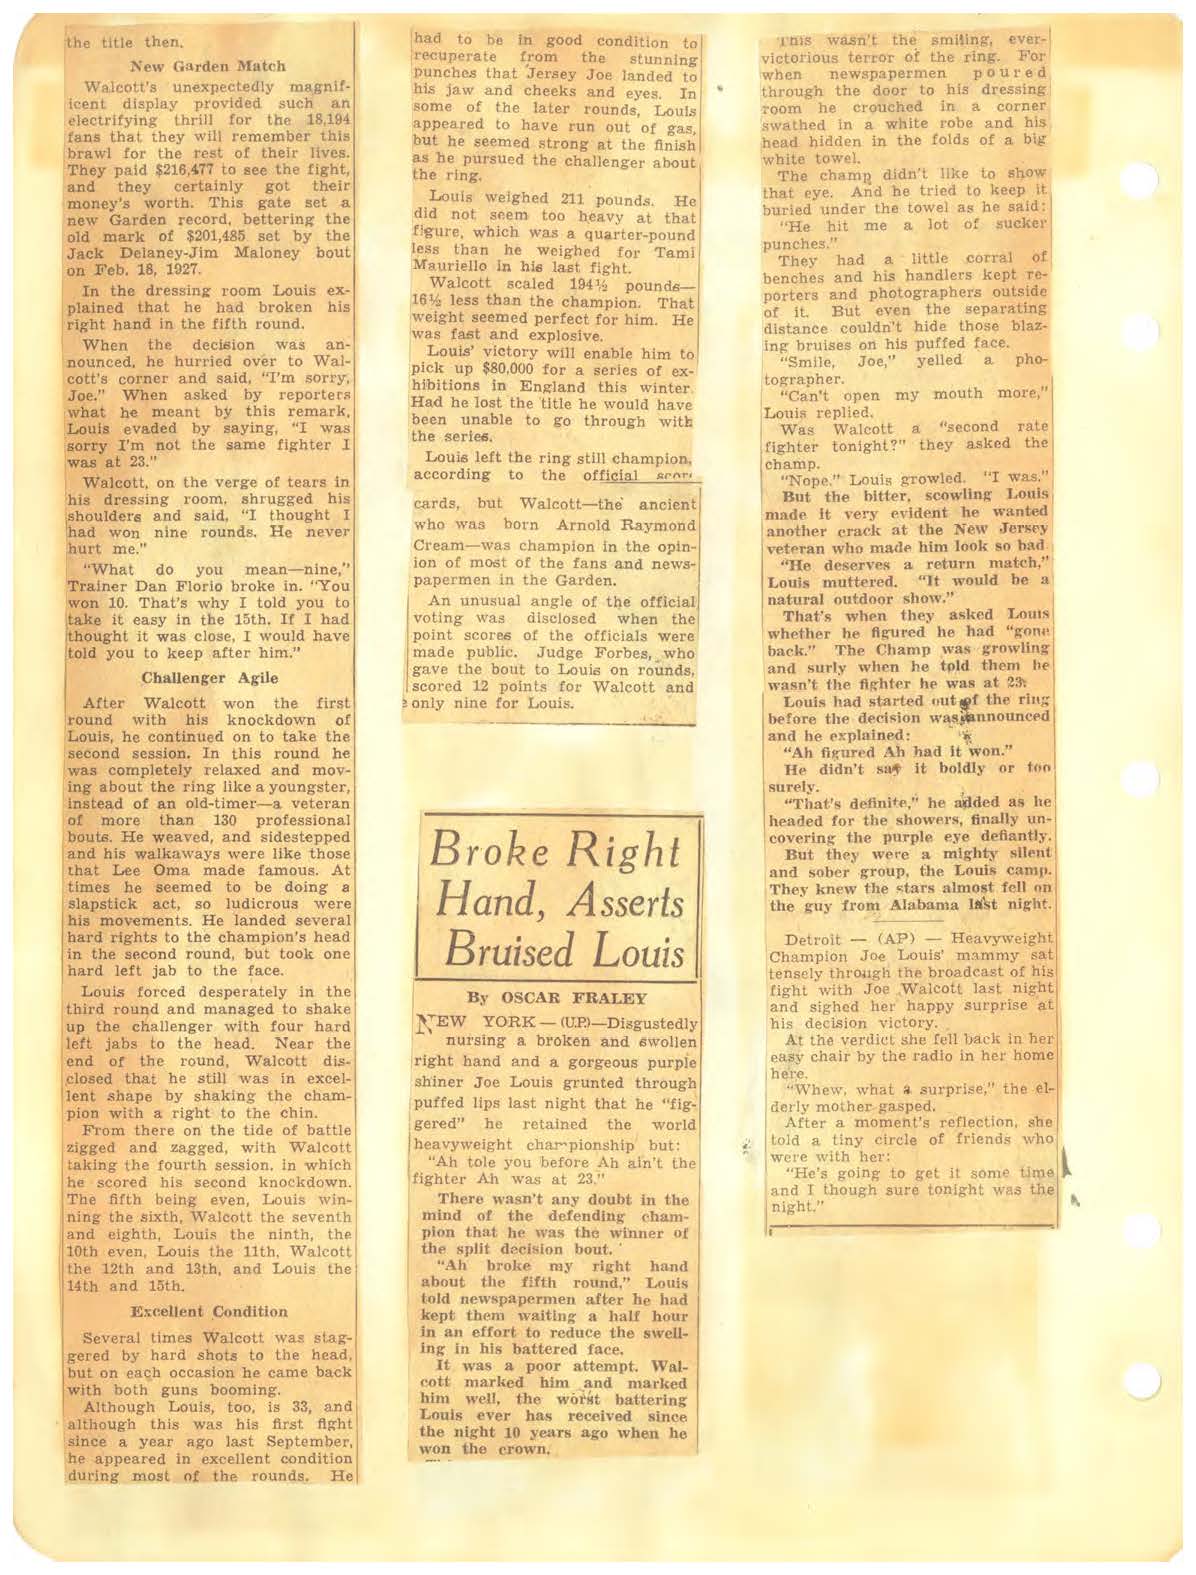 the title then.
New Garden Match
Walcott's unexpectedly magnif-
icent display provided such an
electrifying thrill for the 18,194
fans that they will remember this
brawl for the rest of their lives.
They paid $216,477 to see the fight,
and they certainly got their
money's worth. This gate set a
new Garden record, bettering the
old mark of $201,485 set by the
Jack Delaney-Jim Maloney bout
on Feb. 18, 1927.
In the dressing room Louis ex-
plained that he had broken his
right hand in the fifth round.
When the decision was an-
nounced, he hurried over to Wal-
cott's corner and said, "I'm sorry,
Joe." When asked by reporters
what he meant by this remark,
Louis evaded by saying, "I was
sorry I'm not the same fighter I
was at 23."
Walcott, on the verge of tears in
his dressing room, shrugged his
shoulders and said, "I thought I
had won nine rounds. He never
hurt me."
"What do you mean—nine,"
Trainer Dan Florio broke in. "You
won 10. That's why I told you to
take it easy in the 15th. If I had
thought it was close, I would have
told you to keep after him."
Challenger Agile
After Walcott won the first
round with his knockdown of
Louis, he continued on to take the
second session. In this round he
was completely relaxed and mov-
ing about the ring like a youngster,
instead of an old-timer—a veteran
of more than 130 professional
bouts. He weaved, and sidestepped
and his walkaways were like those
that Lee Oma made famous. At
times he seemed to be doing a
slapstick act, so ludicrous were
his movements. He landed several
hard rights to the champion's head
in the second round, but took one
hard left jab to the face.
Louis forced desperately in the
third round and managed to shake
up the challenger with four hard
left jabs to the head. Near the
end of the round, Walcott dis-
closed that he still was in excel-
lent shape by shaking the cham-
pion with a right to the chin.
From there on the tide of battle
zigged and zagged, with Walcott
taking the fourth session, in which
he scored his second knockdown.
The fifth being even, Louis win-
ning the sixth, Walcott the seventh
and eighth, Louis the ninth, the
10th even, Louis the 11th, Walcott
the 12th and 13th, and Louis the
14th and 15th.
Excellent Condition
Several times Walcott was stag-
gered by hard shots to the head,
but on each occasion he came back
with both guns booming.
Although Louis, too, is 33, and
although this was his first fight
since a year ago last September,
he appeared in excellent condition
during most of the rounds. He
had to be in good condition to
recuperate from the stunning
punches that Jersey Joe landed to
his jaw and cheeks and eyes. In
some of the later rounds, Louis
appeared to have run out of gas,
but he seemed strong at the finish
as he pursued the challenger about
the ring.
Louis weighed 211 pounds. He
did not seem too heavy at that
figure, which was a quarter-pound
less than he weighed for Tami
Mauriello in his last fight.
Walcott scaled 194½ pounds—
16½ less than the champion. That
weight seemed perfect for him. He
was fast and explosive.
Louis' victory will enable him to
pick up $80,000 for a series of ex-
hibitions in England this winter.
Had he lost the title he would have
been unable to go through with
the series.
Louis left the ring still champion,
according to the official scor-
cards, but Walcott—the ancient
who was born Arnold Raymond
Cream—was champion in the opin-
ion of most of the fans and news-
papermen in the Garden.
An unusual angle of the official
voting was disclosed when the
point scores of the officials were
made public. Judge Forbes, who
gave the bout to Louis on rounds,
scored 12 points for Walcott and
only nine for Louis.
Broke Right
Hand, Asserts
Bruised Louis
By OSCAR FRALEY
NEW YORK — (U.P.)—Disgustedly
nursing a broken and swollen
right hand and a gorgeous purple
shiner Joe Louis grunted through
puffed lips last night that he "fig-
gered" he retained the world
heavyweight championship but:
"Ah tole you before Ah ain't the
fighter Ah was at 23."
There wasn't any doubt in the
mind of the defending cham-
pion that he was the winner of
the split decision bout.
"Ah broke my right hand
about the fifth round," Louis
told newspapermen after he had
kept them waiting a half hour
in an effort to reduce the swell-
ing in his battered face.
It was a poor attempt. Wal-
cott marked him and marked
him well, the worst battering
Louis ever has received since
the night 10 years ago when he
won the crown.
This wasn't the smiling, ever-
victorious terror of the ring. For
when newspapermen poured
through the door to his dressing
room he crouched in a corner
swathed in a white robe and his
head hidden in the folds of a big
white towel.
The champ didn't like to show
that eye. And he tried to keep it
buried under the towel as he said:
"He hit me a lot of sucker
punches."
They had a little corral of
benches and his handlers kept re-
porters and photographers outside
of it. But even the separating
distance couldn't hide those blaz-
ing bruises on his puffed face.
"Smile, Joe," yelled a pho-
tographer.
"Can't open my mouth more,"
Louis replied.
Was Walcott a "second rate
fighter tonight?" they asked the
champ.
"Nope," Louis growled. "I was."
But the bitter, scowling Louis
made it very evident he wanted
another crack at the New Jersey
veteran who made him look so bad
"He deserves a return match,"
Louis muttered. "It would be a
natural outdoor show."
That's when they asked Louis
whether he figured he had "gone
back." The Champ was growling
and surly when he told them he
wasn't the fighter he was at 23.
Louis had started out of the ring
before the decision was announced
and he explained:
"Ah figured Ah had it won."
He didn't say it boldly or too
surely.
"That's definite," he added as he
headed for the showers, finally un-
covering the purple eye defiantly.
But they were a mighty silent
and sober group, the Louis camp.
They knew the stars almost fell on
the guy from Alabama last night.
Detroit — (AP) — Heavyweight
Champion Joe Louis' mammy sat
tensely through the broadcast of his
fight with Joe Walcott last night
and sighed her happy surprise at
his decision victory.
At the verdict she fell back in her
easy chair by the radio in her home
here.
"Whew, what a surprise," the el-
derly mother gasped.
After a moment's reflection, she
told a tiny circle of friends who
were with her:
"He's going to get it some time
and I though sure tonight was the
night."